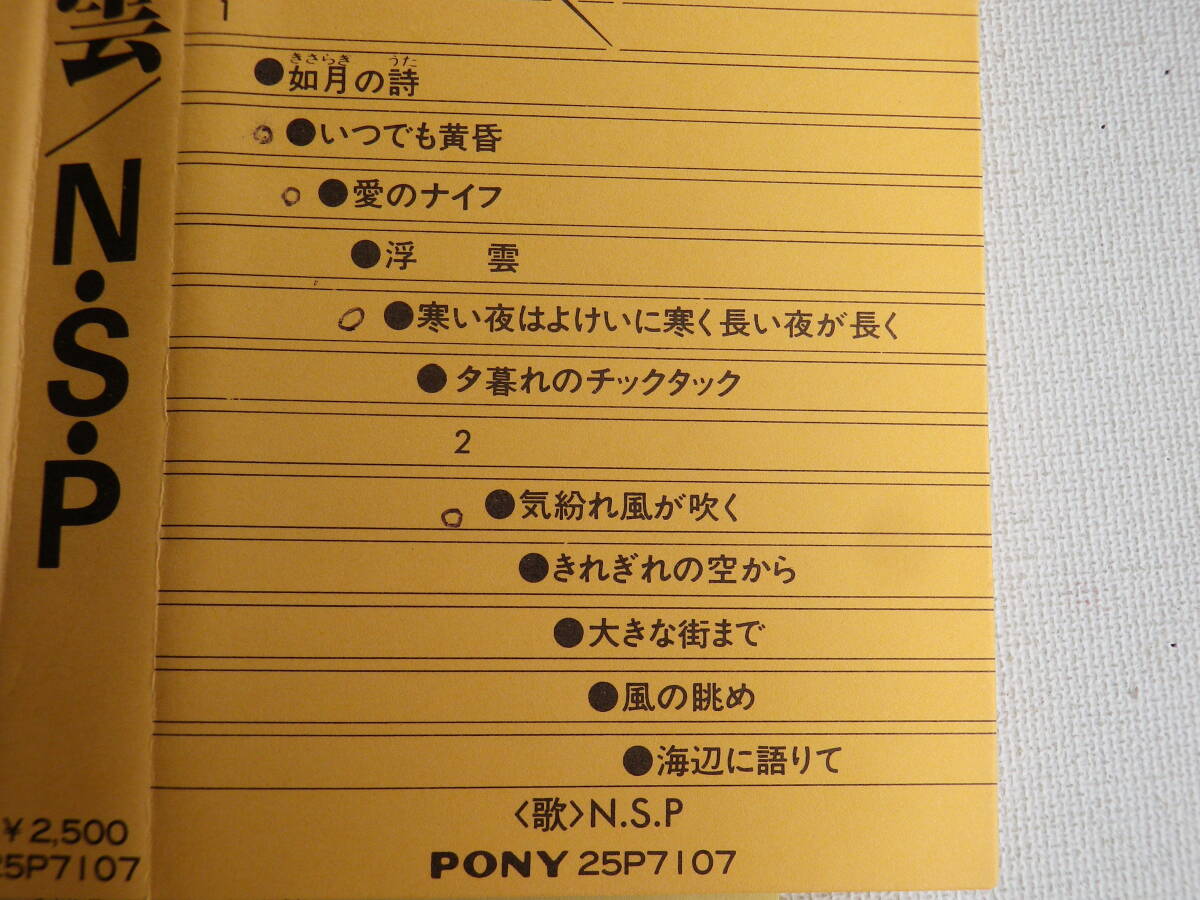 雲/N・S・P
¥2,500
25P7107
1
●如月の詩
きさらぎ うた
●いつでも黄昏
●愛のナイフ
●浮 雲
●寒い夜はよけいに寒く長い夜が長く
●夕暮れのチックタック
2
●気紛れ風が吹く
●きれぎれの空から
●大きな街まで
●風の眺め
●海辺に語りて
〈歌〉N.S.P
PONY 25P7107